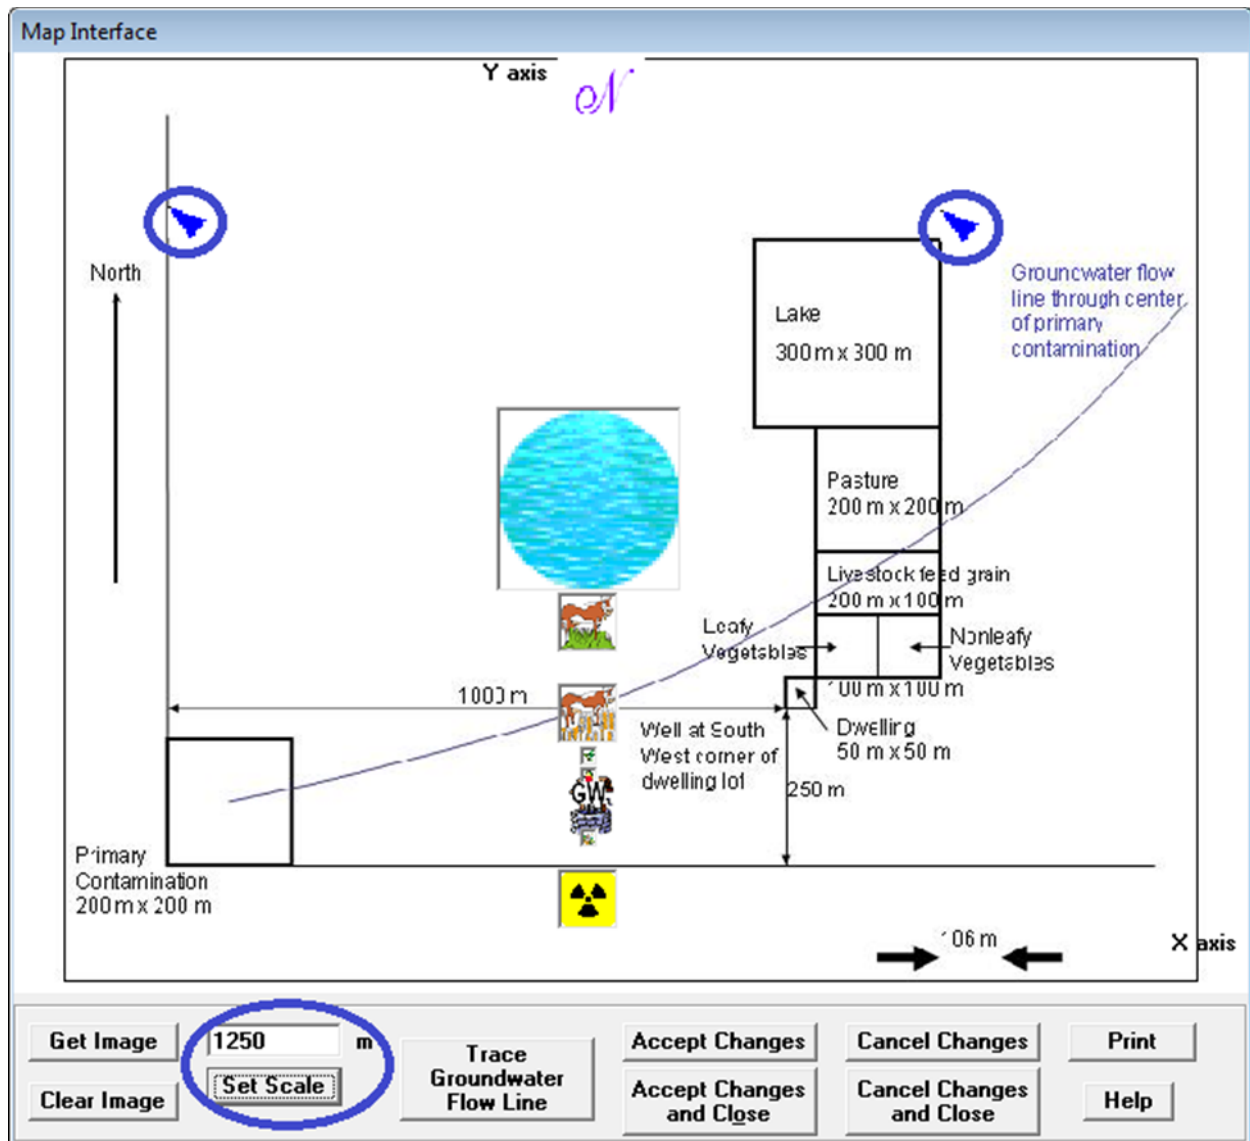 Map Interface
Y axis
N
North
Groundwater flow
line through center
of primary
contamination
Lake
300 m x 300 m
Pasture
200 m x 200 m
Livestock feed grain
200 m x 100 m
Leafy
Vegetables
Nonleafy
Vegetables
100 m x 100 m
1000 m
Dwelling
50 m x 50 m
Well at South
West corner of
dwelling lot
250 m
GW
Primary
Contamination
200 m x 200 m
106 m
X axis
Get Image
1250 m
Set Scale
Clear Image
Trace
Groundwater
Flow Line
Accept Changes
Accept Changes
and Close
Cancel Changes
Cancel Changes
and Close
Print
Help